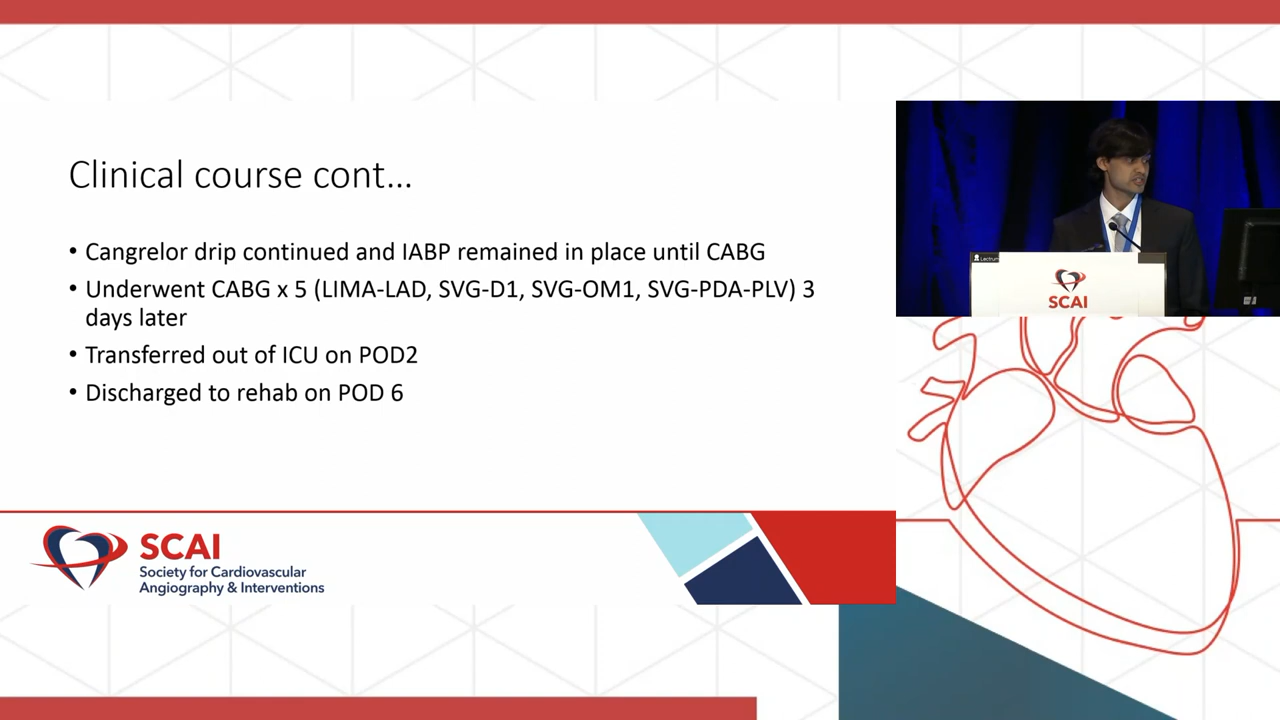 Clinical course cont...
• Cangrelor drip continued and IABP remained in place until CABG
• Underwent CABG x 5 (LIMA-LAD, SVG-D1, SVG-OM1, SVG-PDA-PLV) 3
days later
• Transferred out of ICU on POD2
• Discharged to rehab on POD 6
SCAI
Society for Cardiovascular
Angiography & Interventions
SCAI